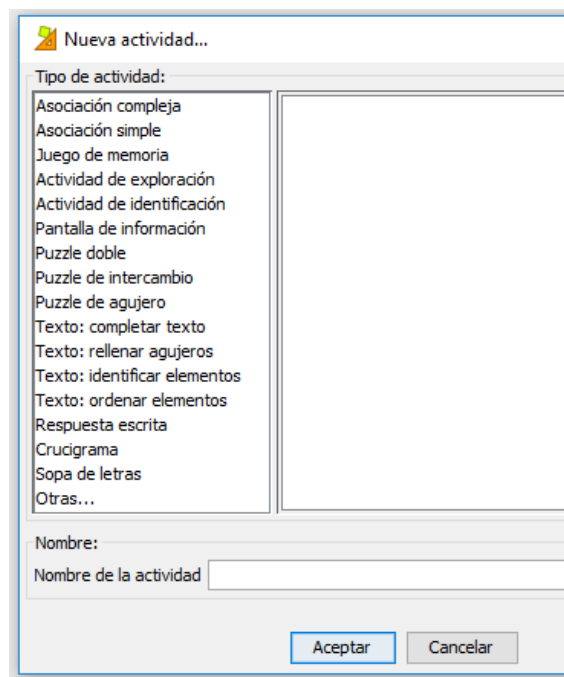 Nueva actividad...
Tipo de actividad:
Asociación compleja
Asociación simple
Juego de memoria
Actividad de exploración
Actividad de identificación
Pantalla de información
Puzzle doble
Puzzle de intercambio
Puzzle de agujero
Texto: completar texto
Texto: rellenar agujeros
Texto: identificar elementos
Texto: ordenar elementos
Respuesta escrita
Crucigrama
Sopa de letras
Otras...
Nombre:
Nombre de la actividad
Aceptar Cancelar